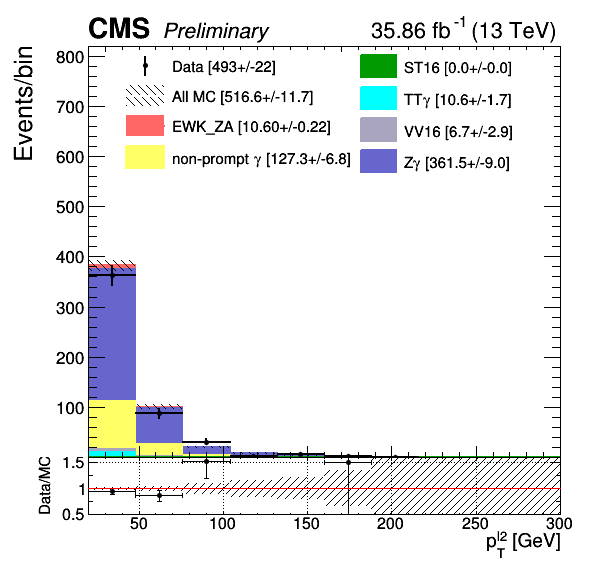 CMS Preliminary 35.86 fb⁻¹ (13 TeV)
Events/bin
800
700
600
500
400
300
200
100
Data [493+/-22]
All MC [516.6+/-11.7]
EWK_ZA [10.60+/-0.22]
non-prompt γ [127.3+/-6.8]
ST16 [0.0+/-0.0]
TTγ [10.6+/-1.7]
VV16 [6.7+/-2.9]
Zγ [361.5+/-9.0]
Data/MC
1.5
1
0.5
50 100 150 200 250 300
p_T^{l2} [GeV]